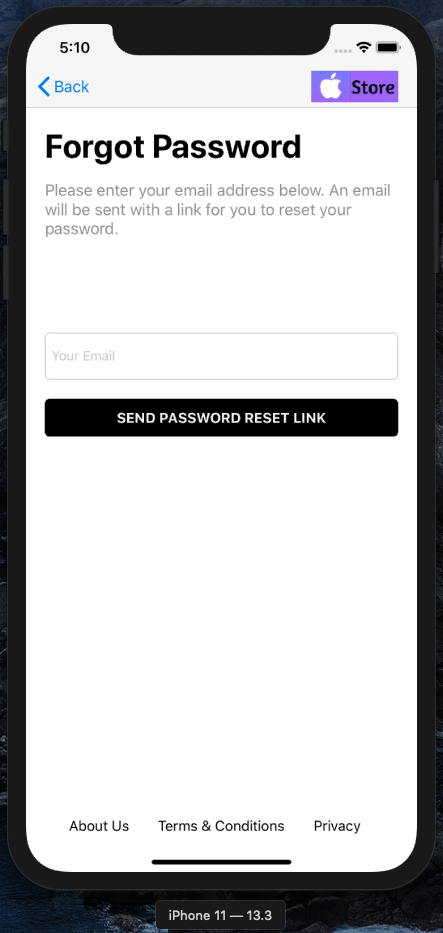 5:10
Back
Store
Forgot Password
Please enter your email address below. An email
will be sent with a link for you to reset your
password.
Your Email
SEND PASSWORD RESET LINK
About Us Terms & Conditions Privacy
iPhone 11 — 13.3